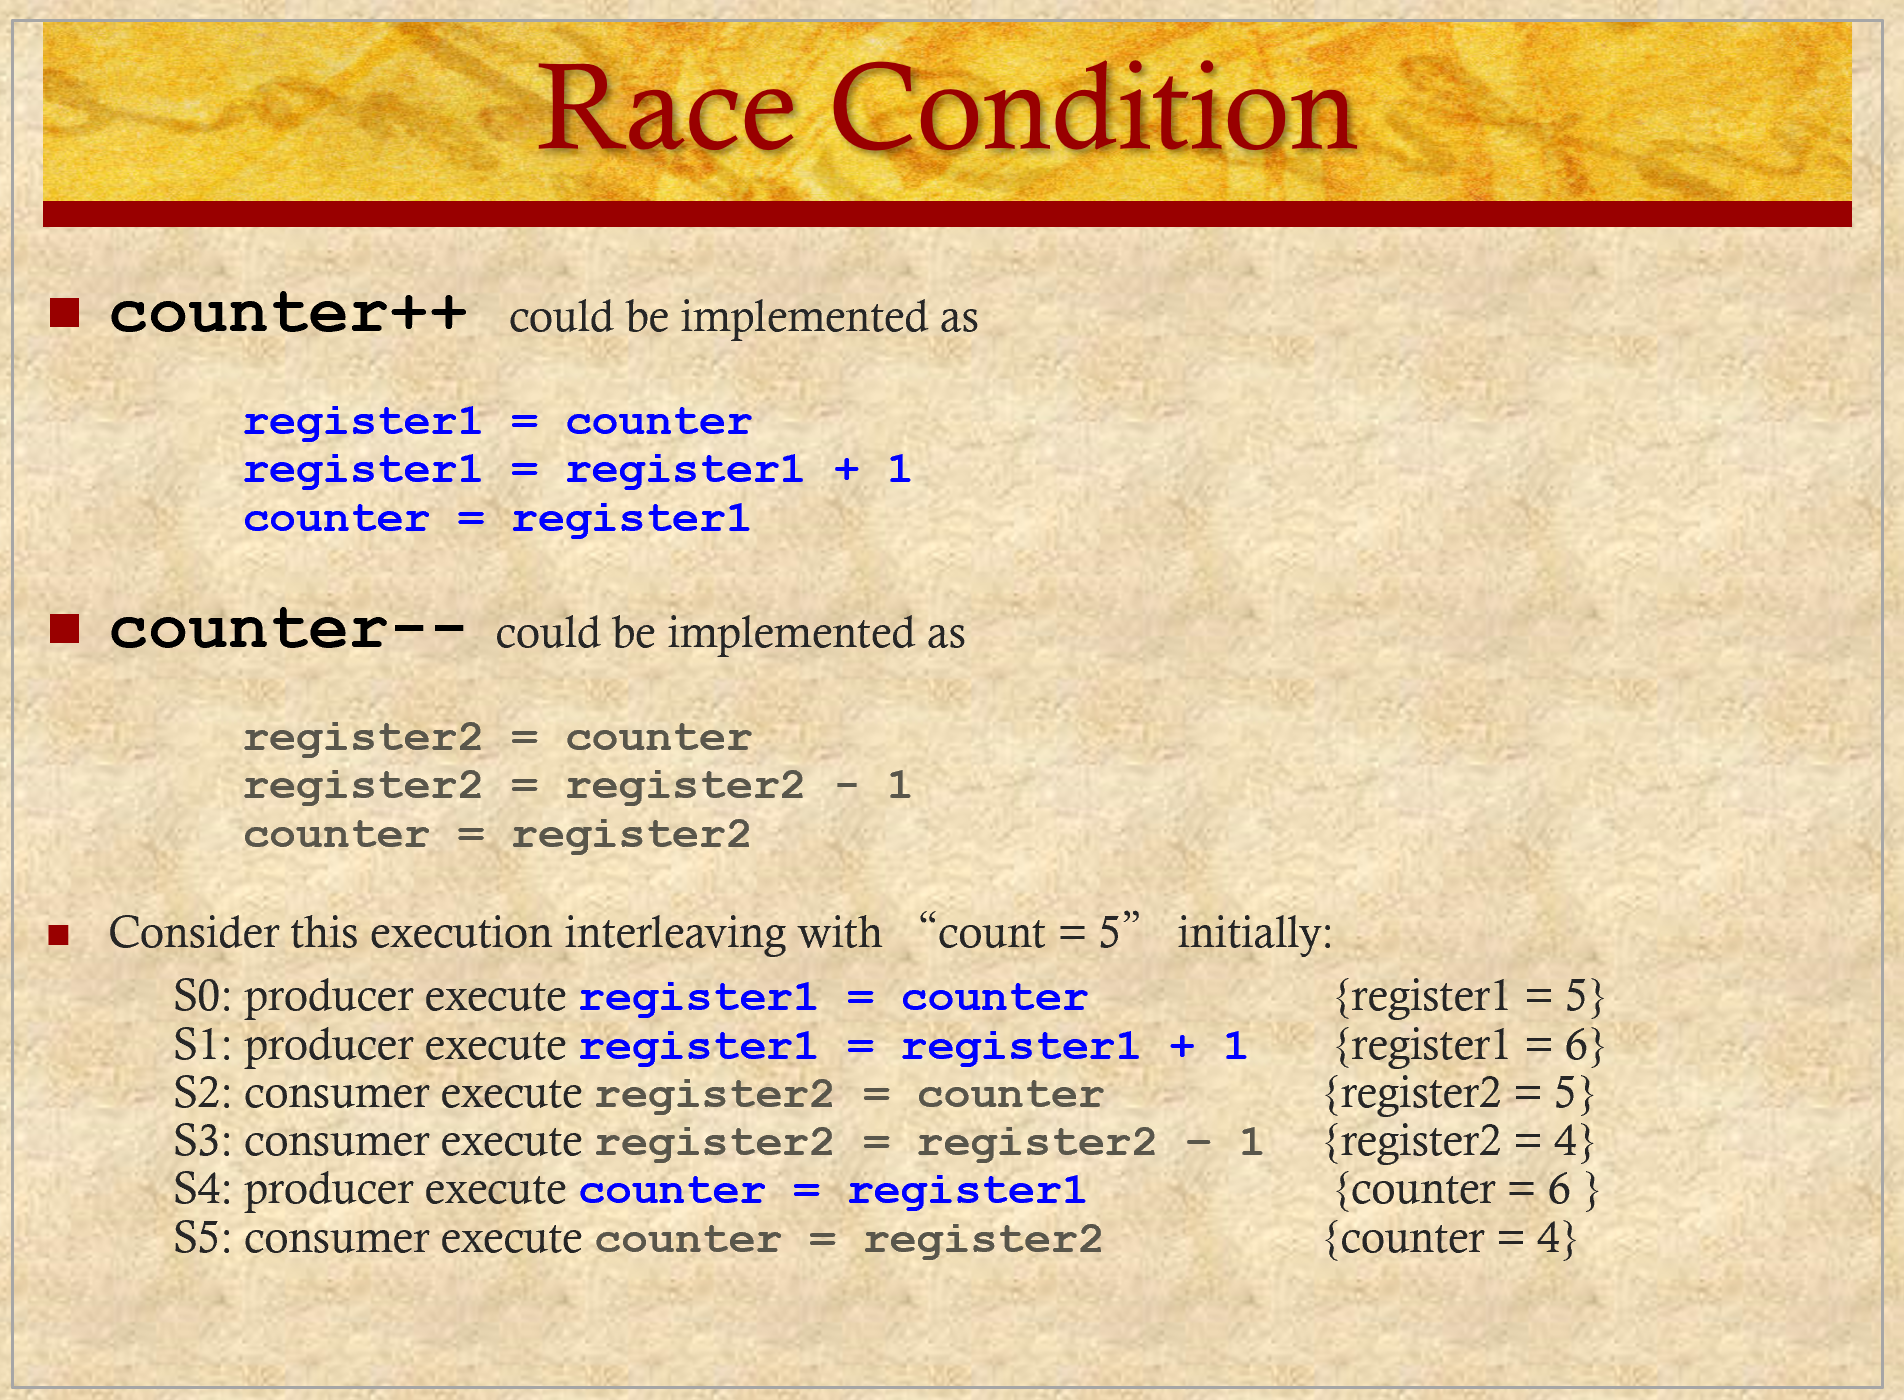 Race Condition
counter++ could be implemented as
register1 = counter
register1 = register1 + 1
counter = register1
counter-- could be implemented as
register2 = counter
register2 = register2 - 1
counter = register2
Consider this execution interleaving with “count = 5” initially:
S0: producer execute register1 = counter {register1 = 5}
S1: producer execute register1 = register1 + 1 {register1 = 6}
S2: consumer execute register2 = counter {register2 = 5}
S3: consumer execute register2 = register2 – 1 {register2 = 4}
S4: producer execute counter = register1 {counter = 6 }
S5: consumer execute counter = register2 {counter = 4}